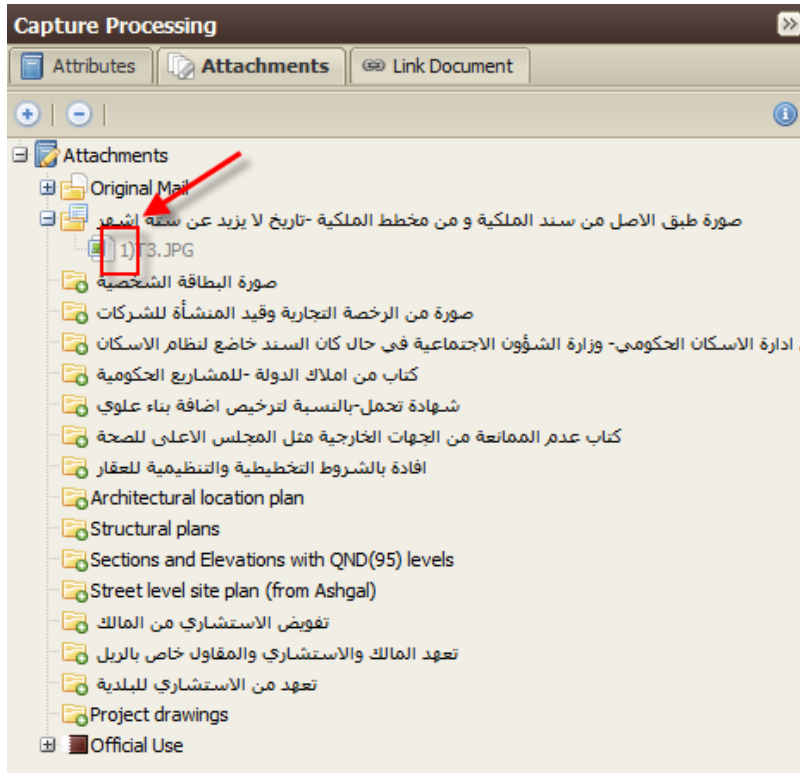 Capture Processing
Attributes
Attachments
Link Document
Attachments
Original Mail
صورة طبق الاصل من سند الملكية و من مخطط الملكية -تاريخ لا يزيد عن سته اشهر
1)T3.JPG
صورة البطاقة الشخصية
صورة من الرخصة التجارية وقيد المنشأة للشركات
ادارة الاسكان الحكومي- وزارة الشؤون الاجتماعية في حال كان السند خاضع لنظام الاسكان
كتاب من املاك الدولة -للمشاريع الحكومية
شهادة تحمل-بالنسبة لترخيص اضافة بناء علوي
كتاب عدم الممانعة من الجهات الخارجية مثل المجلس الاعلى للصحة
افادة بالشروط التخطيطية والتنظيمية للعقار
Architectural location plan
Structural plans
Sections and Elevations with QND(95) levels
Street level site plan (from Ashgal)
تفويض الاستشاري من المالك
تعهد المالك والاستشاري والمقاول خاص بالريل
تعهد من الاستشاري للبلدية
Project drawings
Official Use